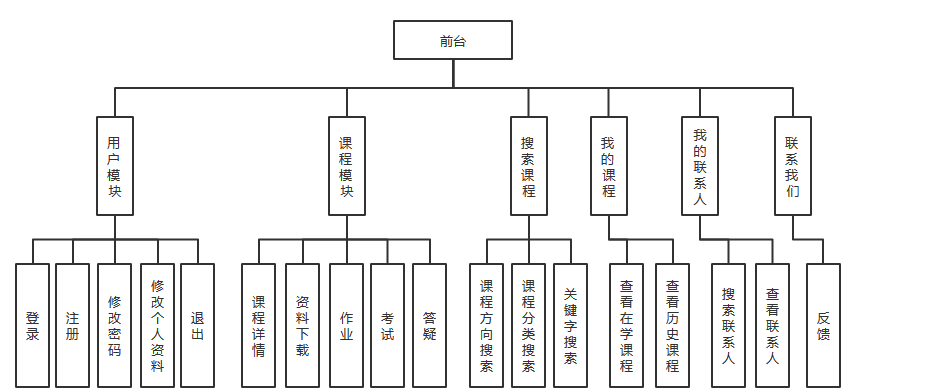 前台
用户模块
课程模块
搜索课程
我的课程
我的联系人
联系我们
登录
注册
修改密码
修改个人资料
退出
课程详情
资料下载
作业
考试
答疑
课程方向搜索
课程分类搜索
关键字搜索
查看在学课程
查看历史课程
搜索联系人
查看联系人
反馈